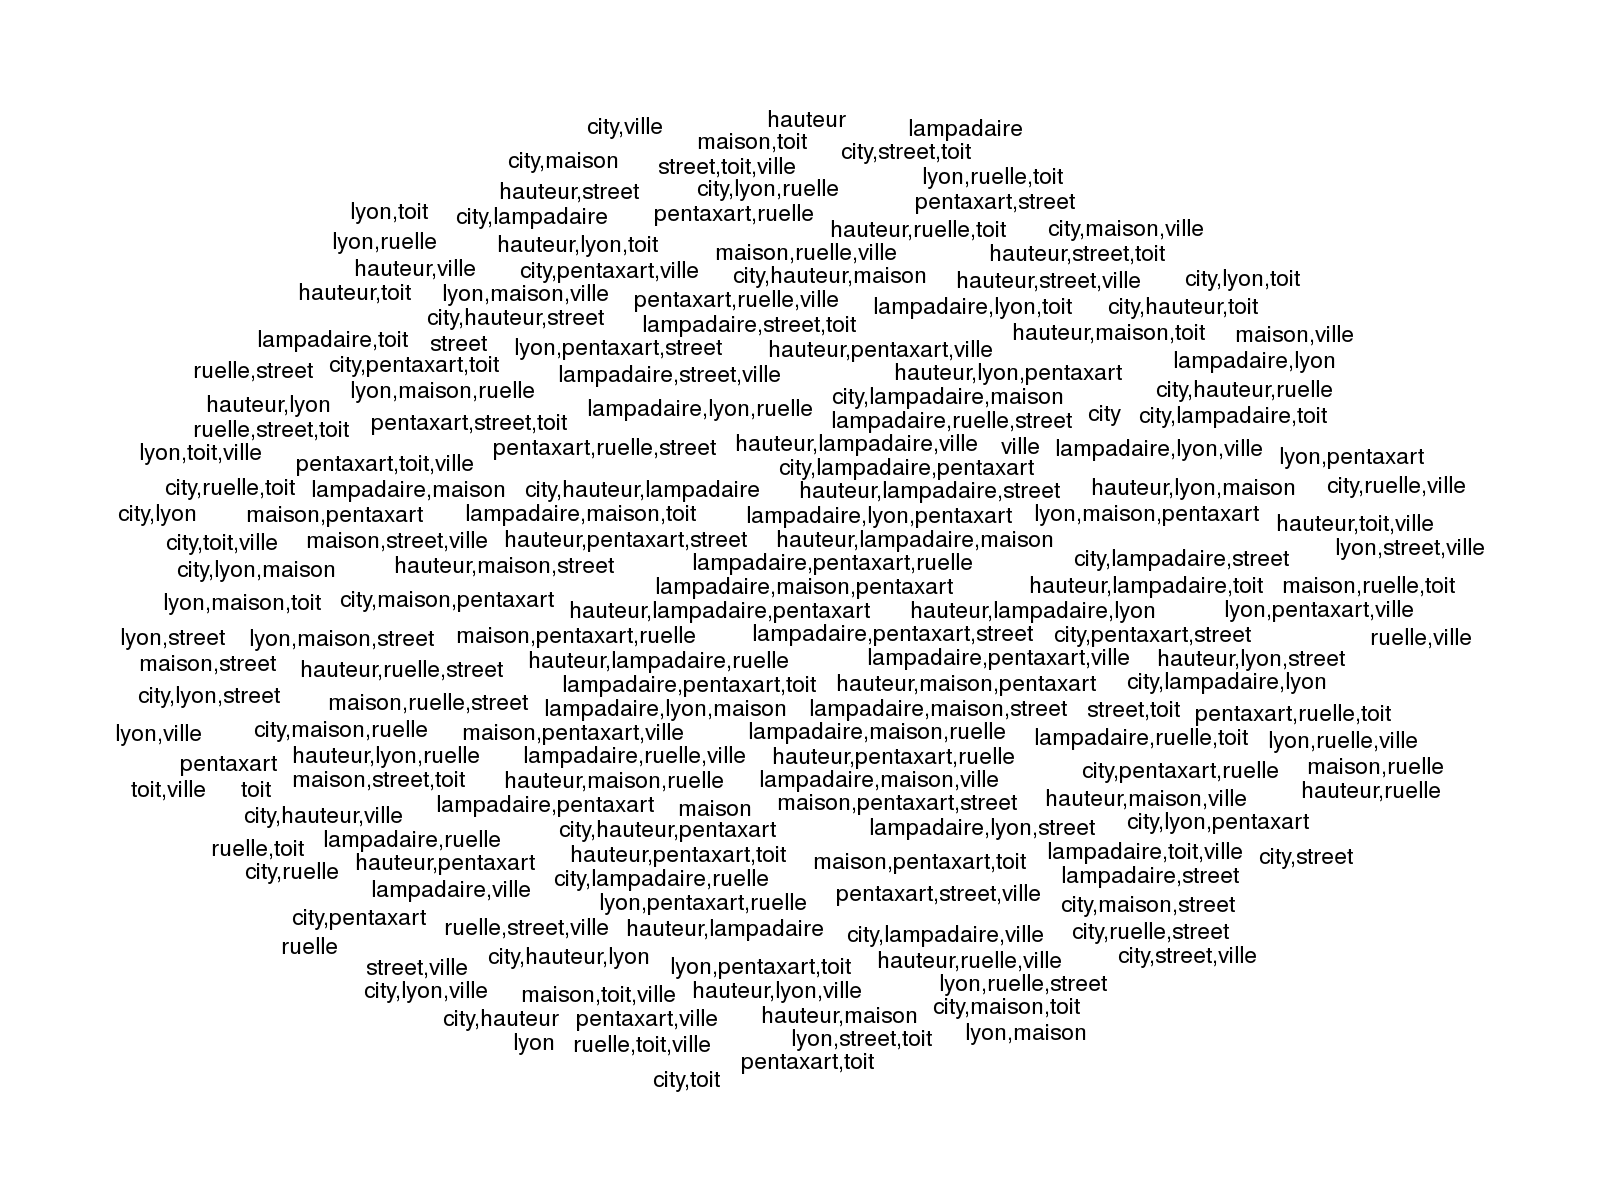 hauteur
city,ville
lampadaire
maison,toit
city,street,toit
city,maison
street,toit,ville
lyon,ruelle,toit
hauteur,street
city,lyon,ruelle
pentaxart,street
lyon,toit
city,lampadaire
pentaxart,ruelle
hauteur,ruelle,toit
city,maison,ville
lyon,ruelle
hauteur,lyon,toit
maison,ruelle,ville
hauteur,street,toit
hauteur,ville
city,pentaxart,ville
city,hauteur,maison
hauteur,street,ville
city,lyon,toit
hauteur,toit
lyon,maison,ville
pentaxart,ruelle,ville
lampadaire,lyon,toit
city,hauteur,toit
city,hauteur,street
lampadaire,street,toit
hauteur,maison,toit
maison,ville
lampadaire,toit
street
lyon,pentaxart,street
hauteur,pentaxart,ville
lampadaire,lyon
ruelle,street
city,pentaxart,toit
lampadaire,street,ville
hauteur,lyon,pentaxart
lyon,maison,ruelle
city,lampadaire,maison
city,hauteur,ruelle
hauteur,lyon
lampadaire,lyon,ruelle
city
city,lampadaire,toit
ruelle,street,toit
pentaxart,street,toit
lampadaire,ruelle,street
lyon,toit,ville
pentaxart,ruelle,street
hauteur,lampadaire,ville
ville
lampadaire,lyon,ville
lyon,pentaxart
pentaxart,toit,ville
city,lampadaire,pentaxart
city,ruelle,toit
lampadaire,maison
city,hauteur,lampadaire
hauteur,lampadaire,street
hauteur,lyon,maison
city,ruelle,ville
city,lyon
maison,pentaxart
lampadaire,maison,toit
lampadaire,lyon,pentaxart
lyon,maison,pentaxart
hauteur,toit,ville
city,toit,ville
maison,street,ville
hauteur,pentaxart,street
hauteur,lampadaire,maison
lyon,street,ville
city,lyon,maison
hauteur,maison,street
lampadaire,pentaxart,ruelle
city,lampadaire,street
lampadaire,maison,pentaxart
hauteur,lampadaire,toit
maison,ruelle,toit
lyon,maison,toit
city,maison,pentaxart
hauteur,lampadaire,pentaxart
hauteur,lampadaire,lyon
lyon,pentaxart,ville
lyon,street
lyon,maison,street
maison,pentaxart,ruelle
lampadaire,pentaxart,street
city,pentaxart,street
ruelle,ville
maison,street
hauteur,ruelle,street
hauteur,lampadaire,ruelle
lampadaire,pentaxart,ville
hauteur,lyon,street
city,lyon,street
lampadaire,pentaxart,toit
hauteur,maison,pentaxart
city,lampadaire,lyon
maison,ruelle,street
lampadaire,lyon,maison
lampadaire,maison,street
street,toit
pentaxart,ruelle,toit
lyon,ville
city,maison,ruelle
maison,pentaxart,ville
lampadaire,maison,ruelle
lampadaire,ruelle,toit
lyon,ruelle,ville
pentaxart
hauteur,lyon,ruelle
lampadaire,ruelle,ville
hauteur,pentaxart,ruelle
city,pentaxart,ruelle
maison,ruelle
toit,ville
toit
maison,street,toit
hauteur,maison,ruelle
lampadaire,maison,ville
hauteur,ruelle
city,hauteur,ville
lampadaire,pentaxart
maison
maison,pentaxart,street
hauteur,maison,ville
city,hauteur,pentaxart
lampadaire,lyon,street
city,lyon,pentaxart
ruelle,toit
lampadaire,ruelle
hauteur,pentaxart,toit
maison,pentaxart,toit
lampadaire,toit,ville
city,street
city,ruelle
hauteur,pentaxart
city,lampadaire,ruelle
lampadaire,street
lampadaire,ville
lyon,pentaxart,ruelle
pentaxart,street,ville
city,maison,street
city,pentaxart
ruelle,street,ville
hauteur,lampadaire
city,lampadaire,ville
city,ruelle,street
ruelle
city,hauteur,lyon
hauteur,ruelle,ville
city,street,ville
street,ville
lyon,pentaxart,toit
lyon,ruelle,street
city,lyon,ville
maison,toit,ville
hauteur,lyon,ville
city,maison,toit
city,hauteur
pentaxart,ville
hauteur,maison
lyon,maison
lyon
ruelle,toit,ville
lyon,street,toit
pentaxart,toit
city,toit